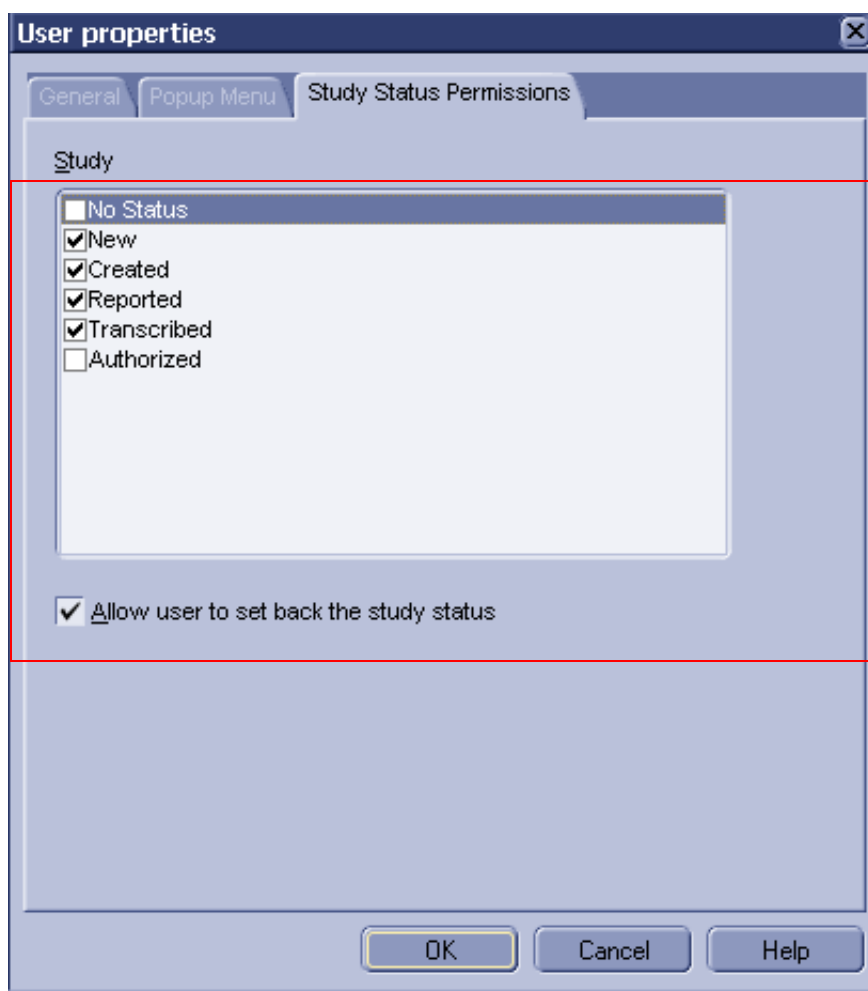 User properties
General Popup Menu Study Status Permissions
Study
No Status
New
Created
Reported
Transcribed
Authorized
Allow user to set back the study status
OK Cancel Help